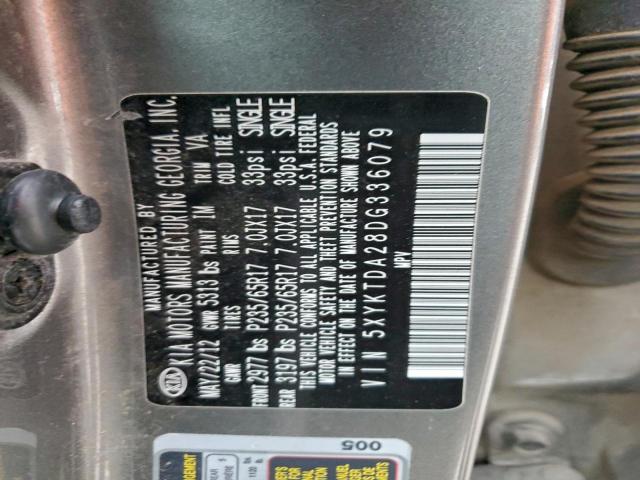 MANUFACTURED BY
KIA KIA MOTORS MANUFACTURING GEORGIA, INC.
MAY/22/12 GWR 5313 lbs PAINT IM TRIM VA
GWR TIRES RIMS COLD TIRE INFL
FRONT 2977 lbs P235/65R17 7.0JX17 33psi SINGLE
REAR 3197 lbs P235/65R17 7.0JX17 33psi SINGLE
THIS VEHICLE CONFORMS TO ALL APPLICABLE U.S.A. FEDERAL
MOTOR VEHICLE SAFETY AND THEFT PREVENTION STANDARDS
IN EFFECT ON THE DATE OF MANUFACTURE SHOWN ABOVE
VIN 5XYKTDA28DG336079
MPV
005